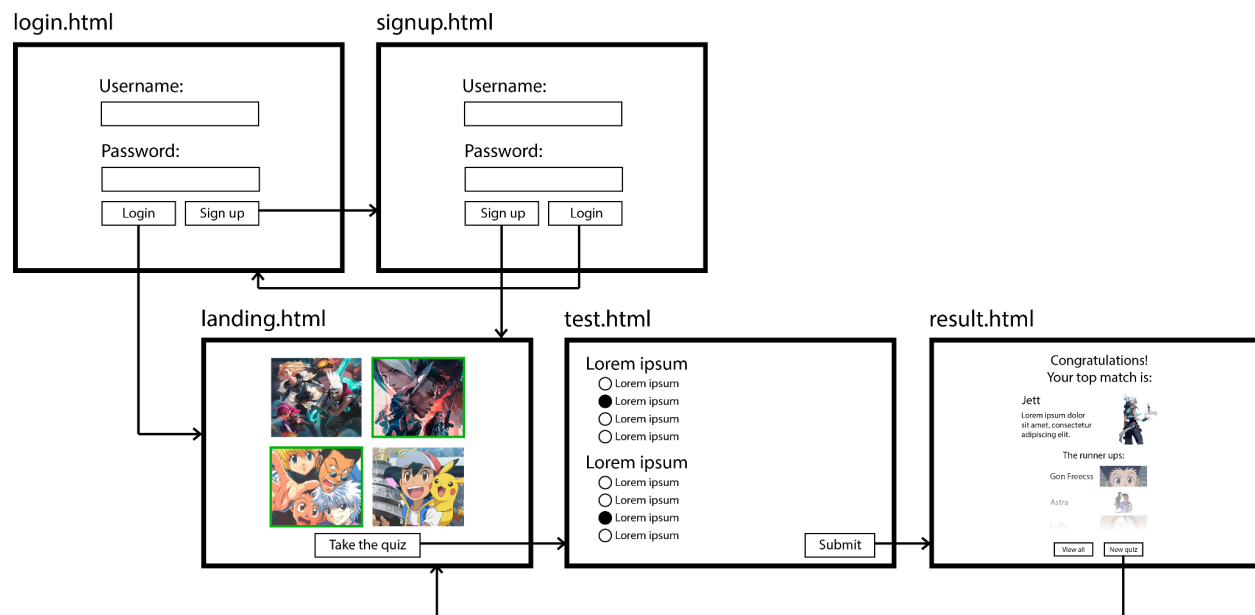 login.html
Username:
Password:
Login
Sign up
signup.html
Username:
Password:
Sign up
Login
landing.html
Take the quiz
test.html
Lorem ipsum
Lorem ipsum
Lorem ipsum
Lorem ipsum
Lorem ipsum
Lorem ipsum
Lorem ipsum
Lorem ipsum
Lorem ipsum
Lorem ipsum
Submit
result.html
Congratulations!
Your top match is:
Jett
Lorem ipsum dolor
sit amet, consectetur
adipiscing elit.
The runner ups:
Gon Freecss
Astra
Luffy
View all
New quiz